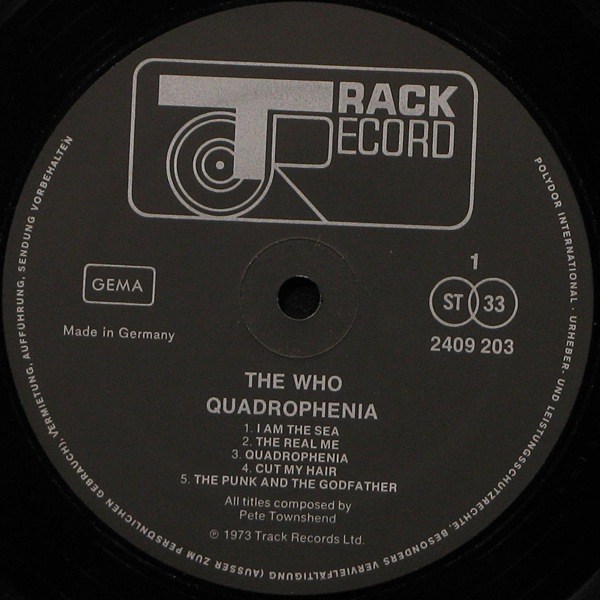 TRACK
RECORD
GEMA
Made in Germany
1
ST 33
2409 203
THE WHO
QUADROPHENIA
1. I AM THE SEA
2. THE REAL ME
3. QUADROPHENIA
4. CUT MY HAIR
5. THE PUNK AND THE GODFATHER
All titles composed by
Pete Townshend
℗ 1973 Track Records Ltd.
POLYDOR INTERNATIONAL · URHEBER- UND LEISTUNGSSCHUTZRECHTE, BESONDERS VERVIELFÄLTIGUNG (AUSSER ZUM PERSÖNLICHEN GEBRAUCH), VERMIETUNG, AUFFÜHRUNG, SENDUNG VORBEHALTEN